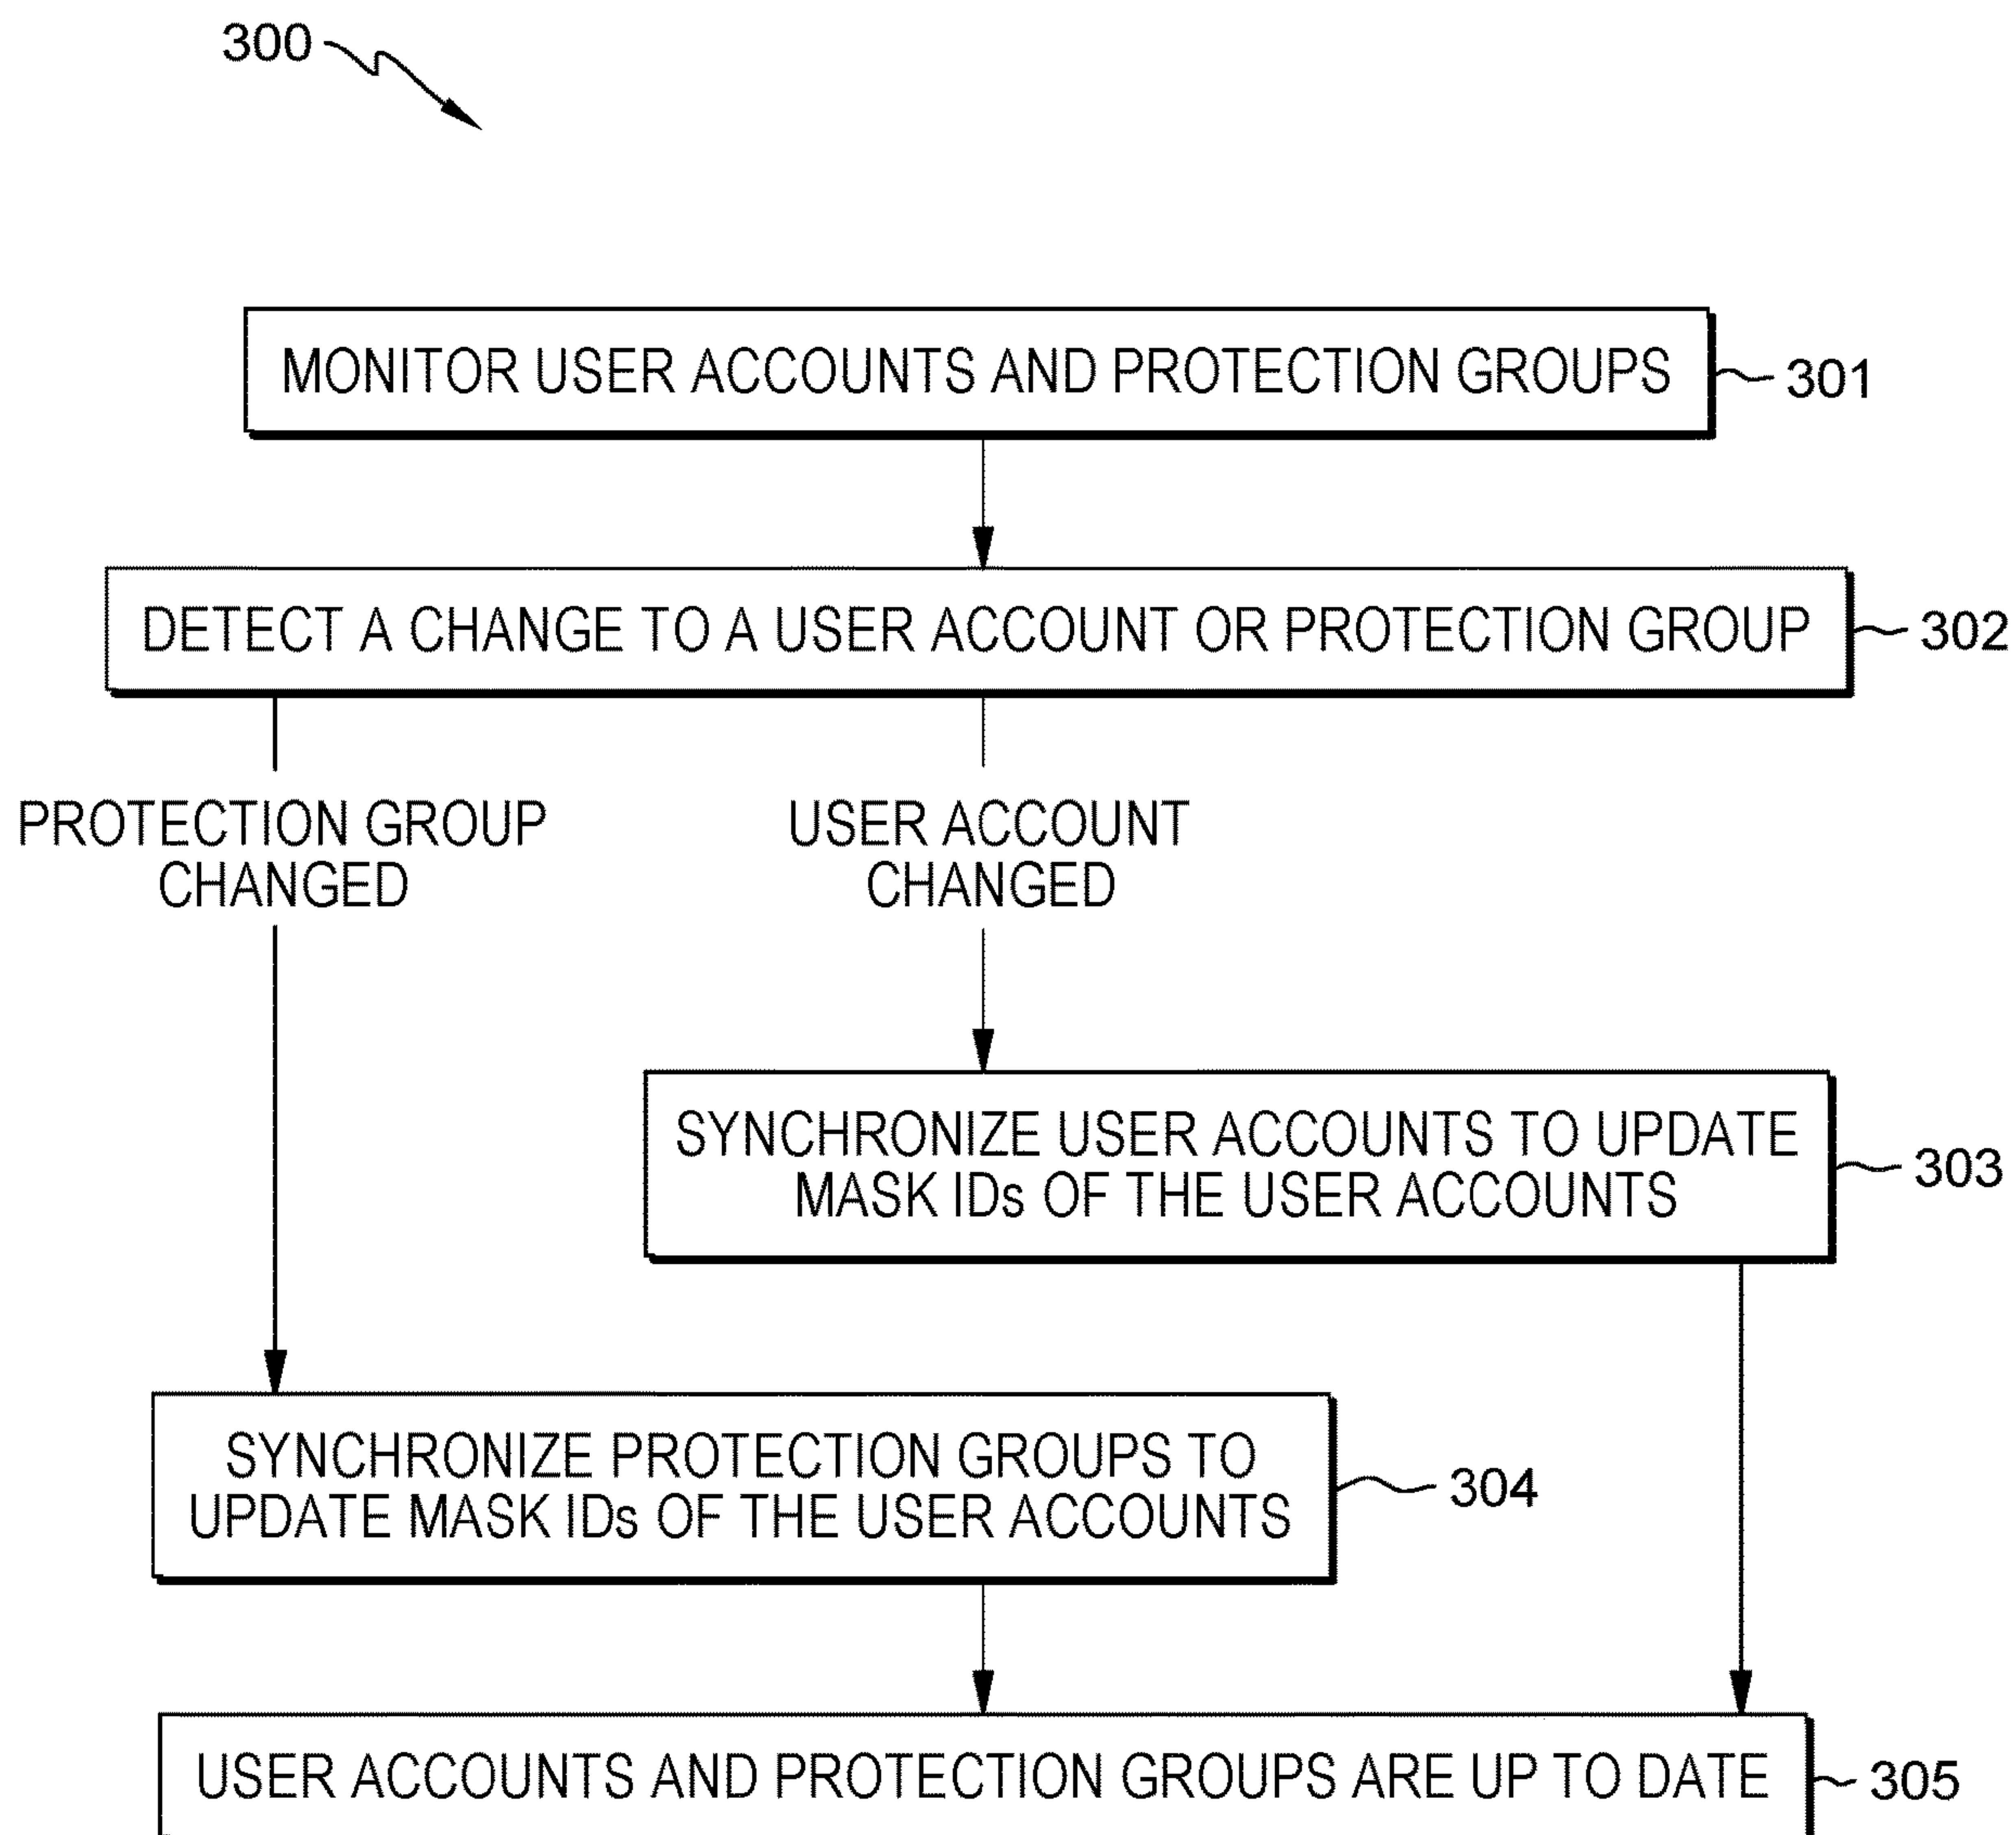 300
MONITOR USER ACCOUNTS AND PROTECTION GROUPS
301
DETECT A CHANGE TO A USER ACCOUNT OR PROTECTION GROUP
302
PROTECTION GROUP
CHANGED
USER ACCOUNT
CHANGED
SYNCHRONIZE USER ACCOUNTS TO UPDATE
MASK IDs OF THE USER ACCOUNTS
303
SYNCHRONIZE PROTECTION GROUPS TO
UPDATE MASK IDs OF THE USER ACCOUNTS
304
USER ACCOUNTS AND PROTECTION GROUPS ARE UP TO DATE
305